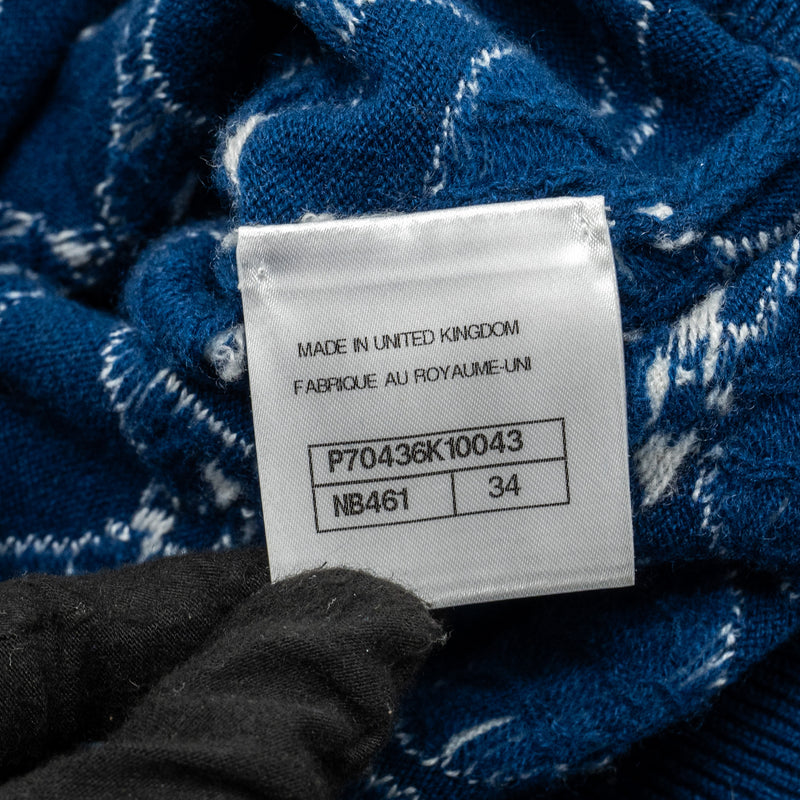 MADE IN UNITED KINGDOM
FABRIQUE AU ROYAUME-UNI
P70436K10043
NB461 34